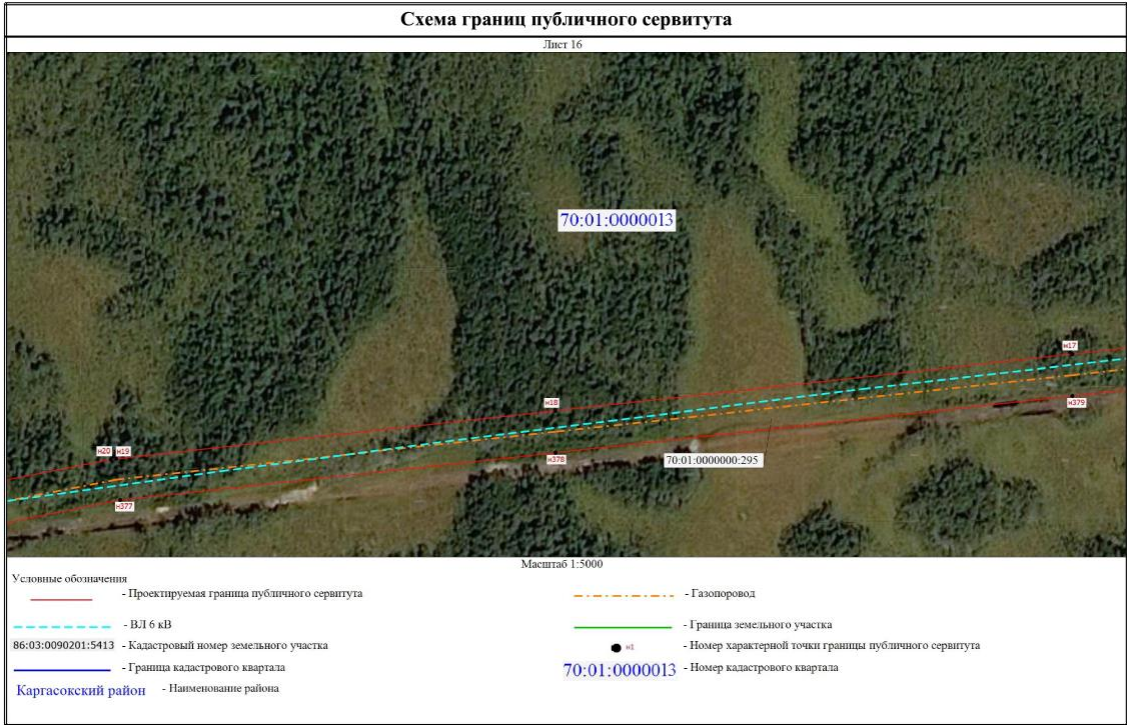 Схема границ публичного сервитута
Лист 16
70:01:0000013
н17
н18
н379
н20 н19
н378
70:01:0000000:295
н377
Масштаб 1:5000
Условные обозначения
- Проектируемая граница публичного сервитута
- Газопоровод
- ВЛ 6 кВ
- Граница земельного участка
86:03:0090201:5413 - Кадастровый номер земельного участка
н1 - Номер характерной точки границы публичного сервитута
- Граница кадастрового квартала
70:01:0000013 - Номер кадастрового квартала
Каргасокский район - Наименование района